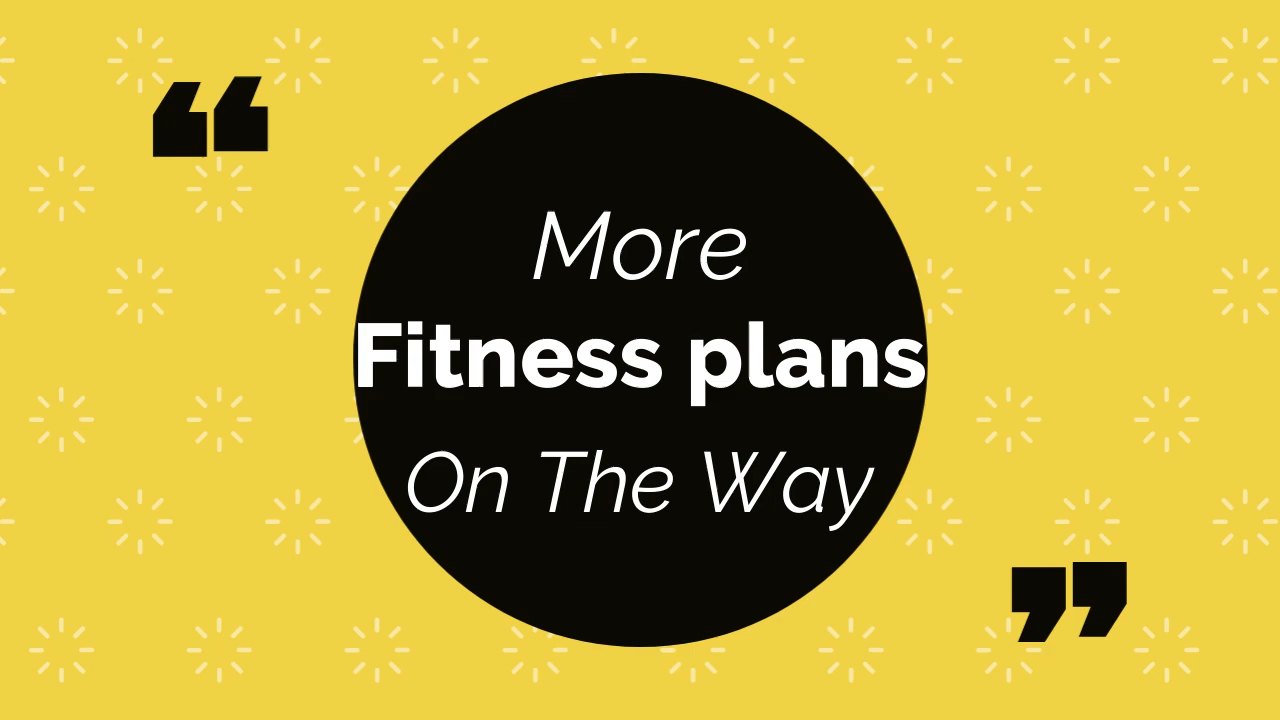 “
More
Fitness plans
On The Way
”